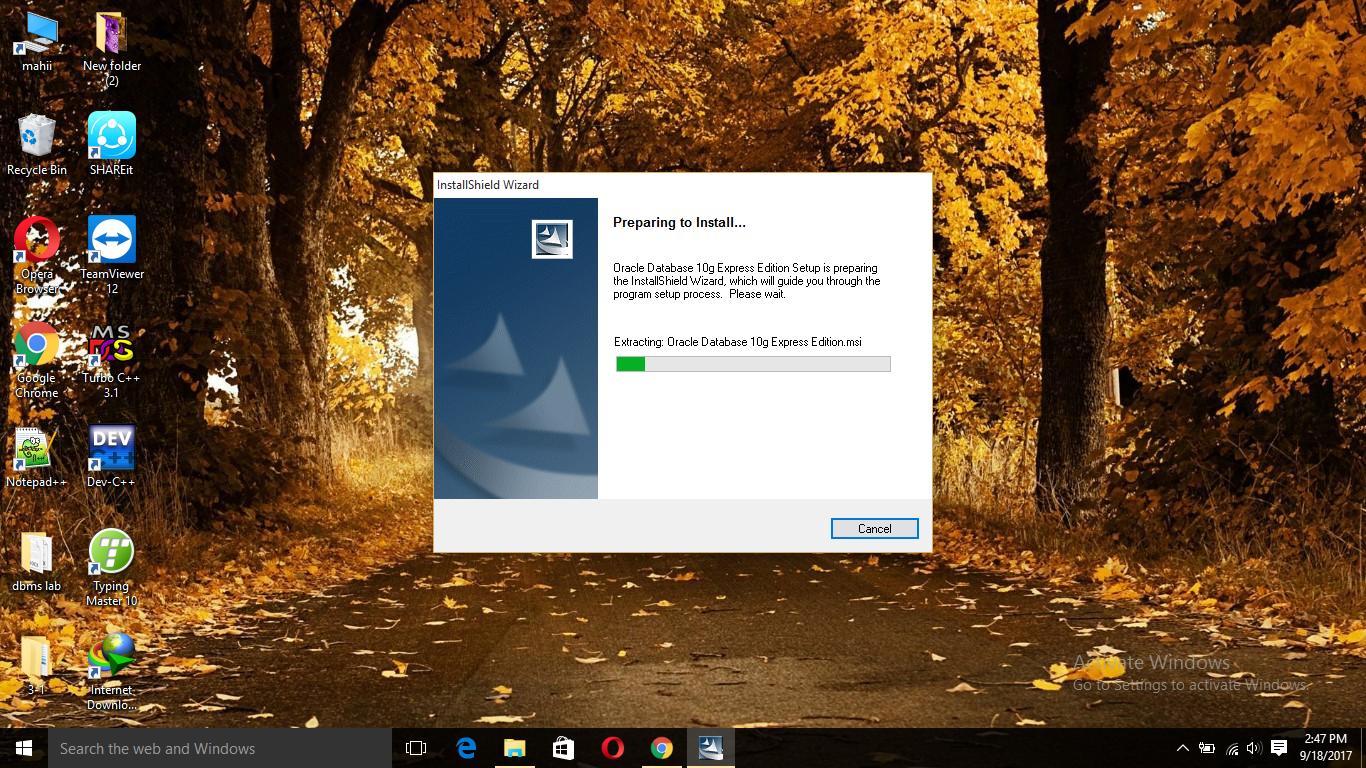 mahii
New folder
(2)
Recycle Bin
SHAREit
Opera
Browser
TeamViewer
12
Google
Chrome
MS
Turbo C++
3.1
Notepad++
DEV
C++
Dev-C++
dbms lab
Typing
Master 10
3-1
Internet
Downlo...
InstallShield Wizard
Preparing to Install...
Oracle Database 10g Express Edition Setup is preparing
the InstallShield Wizard, which will guide you through the
program setup process. Please wait.
Extracting: Oracle Database 10g Express Edition.msi
Cancel
Activate Windows
Go to Settings to activate Windows.
Search the web and Windows
2:47 PM
9/18/2017